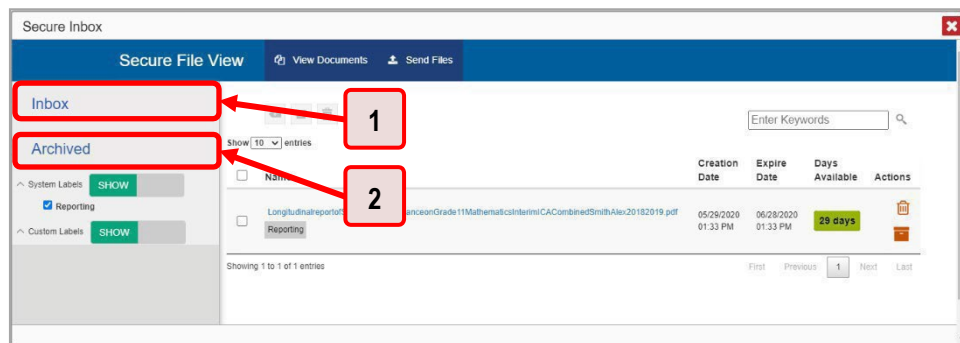 Secure Inbox
Secure File View View Documents Send Files
Inbox
1
Enter Keywords
Archived
Show 10 entries
Creation Date Expire Date Days Available Actions
System Labels SHOW
2
Reporting
05/29/2020 01:33 PM 06/28/2020 01:33 PM 29 days
Reporting
Custom Labels SHOW
Showing 1 to 1 of 1 entries
First Previous 1 Next Last